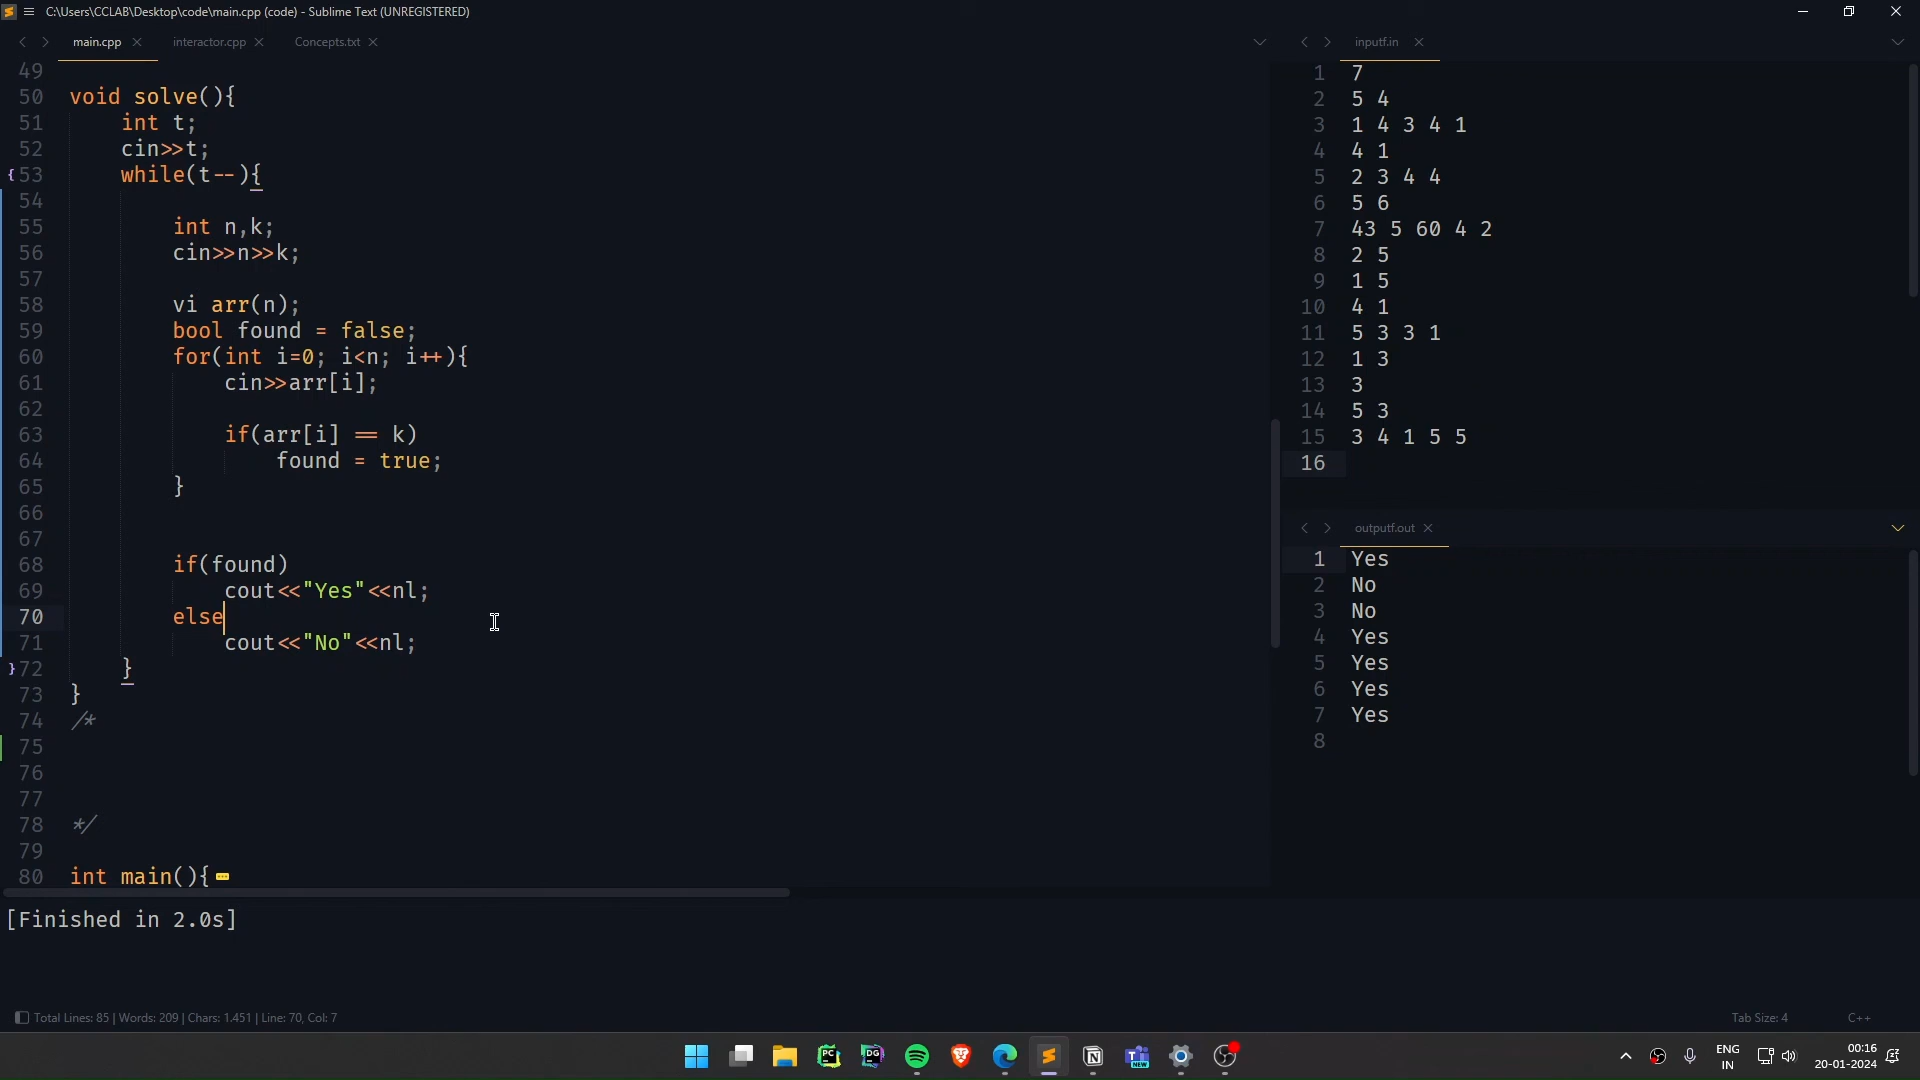 C:\Users\CCLAB\Desktop\code\main.cpp (code) - Sublime Text (UNREGISTERED)
main.cpp
interactor.cpp
Concepts.txt
49
50 void solve(){
51 int t;
52 cin>>t;
53 while(t--){
54
55 int n,k;
56 cin>>n>>k;
57
58 vi arr(n);
59 bool found = false;
60 for(int i=0; i<n; i++){
61 cin>>arr[i];
62
63 if(arr[i] == k)
64 found = true;
65 }
66
67
68 if(found)
69 cout<<"Yes"<<nl;
70 else
71 cout<<"No"<<nl;
72 }
73 }
74 /*
75
76
77
78 */
79
80 int main(){
inputf.in
1 7
2 5 4
3 1 4 3 4 1
4 4 1
5 2 3 4 4
6 5 6
7 43 5 60 4 2
8 2 5
9 1 5
10 4 1
11 5 3 3 1
12 1 3
13 3
14 5 3
15 3 4 1 5 5
16
outputf.out
1 Yes
2 No
3 No
4 Yes
5 Yes
6 Yes
7 Yes
8
[Finished in 2.0s]
Total Lines: 85 | Words: 209 | Chars: 1.451 | Line: 70, Col: 7
Tab Size: 4
C++
PC
DG
NEW
ENG
IN
00:16
20-01-2024